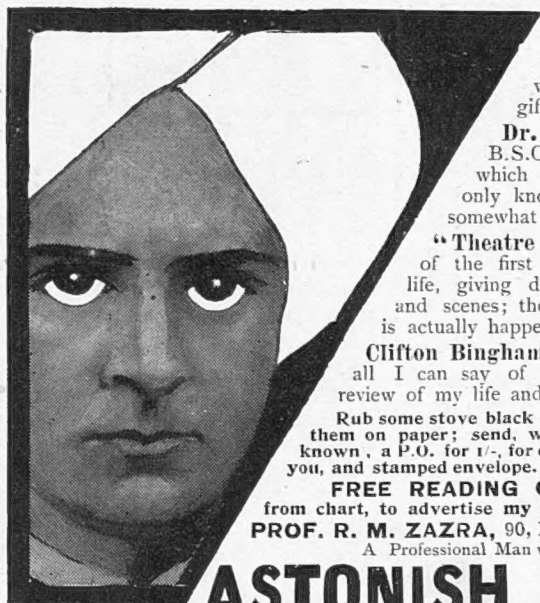 gif
Dr.
B.S.C
which
only kno
somewhat
“Theatre
of the first
life, giving d
and scenes; the
is actually happe
Clifton Bingham
all I can say of
review of my life and
Rub some stove black
them on paper; send, w
known , a P.O. for 1/-, for
you, and stamped envelope.
FREE READING
from chart, to advertise my
PROF. R. M. ZAZRA, 90,
A Professional Man
ASTONISH